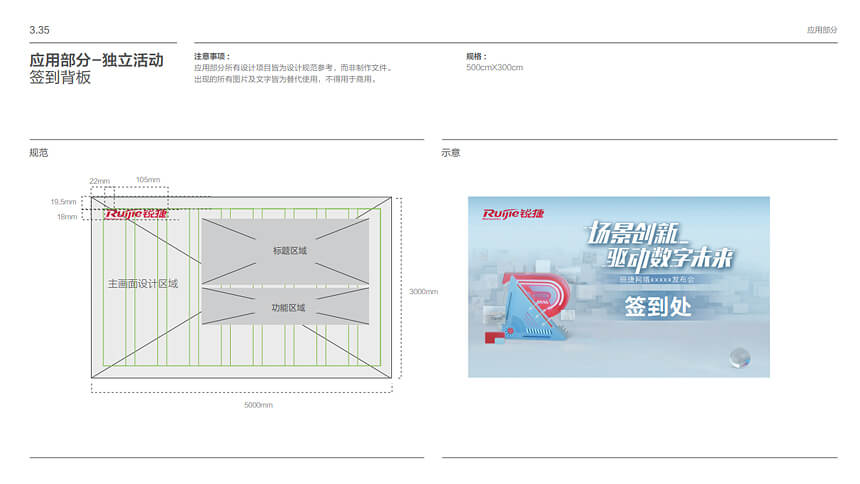 3.35
应用部分
应用部分–独立活动
签到背板
注意事项：
应用部分所有设计项目皆为设计规范参考，而非制作文件。
出现的所有图片及文字皆为替代使用，不得用于商用。
规格：
500cmX300cm
规范
示意
22mm
105mm
19.5mm
18mm
Ruijie锐捷
标题区域
主画面设计区域
功能区域
3000mm
5000mm
Ruijie锐捷
场景创新_
驱动数字未来
锐捷网络xxxxx发布会
签到处